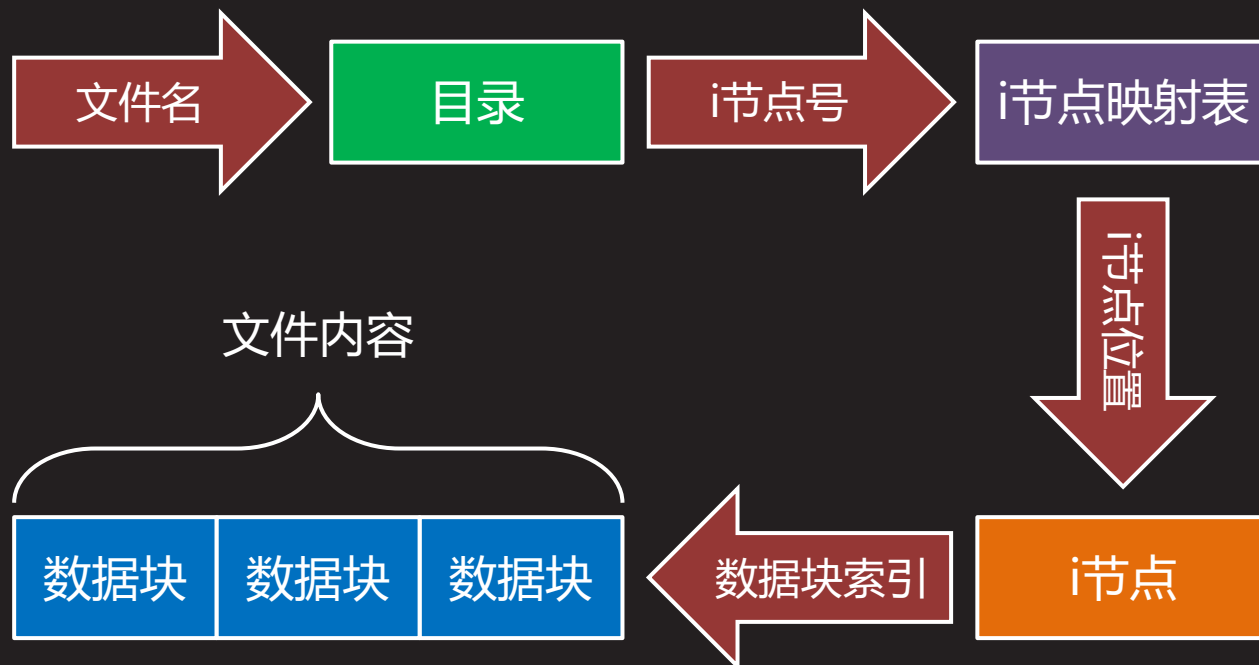 文件名
目录
i节点号
i节点映射表
i节点位置
文件内容
数据块
数据块
数据块
数据块索引
i节点